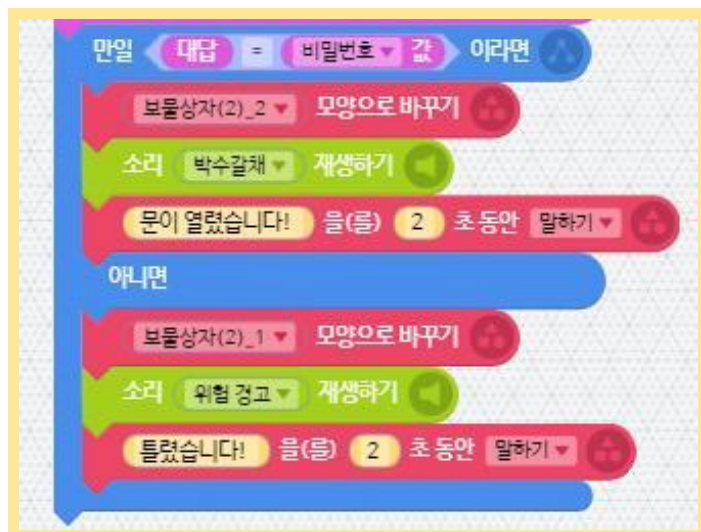 만일 대답 = 비밀번호 값 이라면
보물상자(2)_2 모양으로 바꾸기
소리 박수갈채 재생하기
문이 열렸습니다! 을(를) 2 초 동안 말하기
아니면
보물상자(2)_1 모양으로 바꾸기
소리 위험 경고 재생하기
틀렸습니다! 을(를) 2 초 동안 말하기